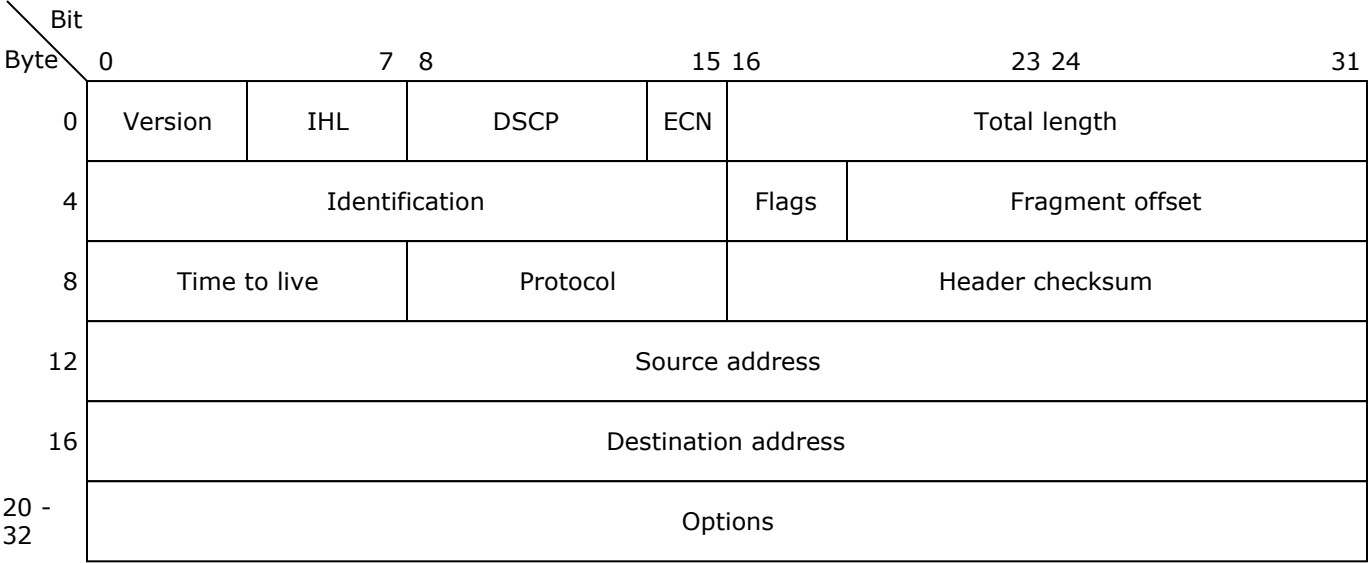 Bit
Byte 0 7 8 15 16 23 24 31
0 Version IHL DSCP ECN Total length
4 Identification Flags Fragment offset
8 Time to live Protocol Header checksum
12 Source address
16 Destination address
20 -
32 Options